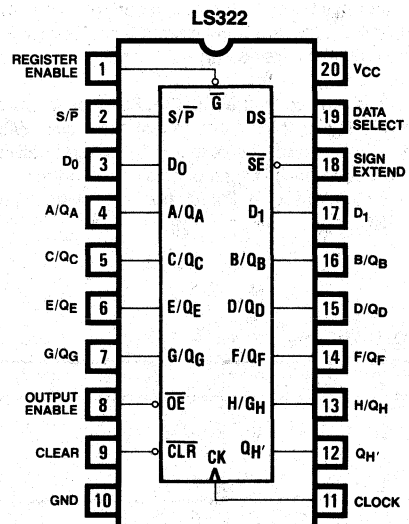 LS322
REGISTER
ENABLE
1
20
VCC
G
S/P
2
S/P
DS
19
DATA
SELECT
D0
3
D0
SE
18
SIGN
EXTEND
A/QA
4
A/QA
D1
17
D1
C/QC
5
C/QC
B/QB
16
B/QB
E/QE
6
E/QE
D/QD
15
D/QD
G/QG
7
G/QG
F/QF
14
F/QF
OUTPUT
ENABLE
8
OE
H/GH
13
H/QH
CLEAR
9
CLR
CK
QH'
12
QH'
GND
10
11
CLOCK